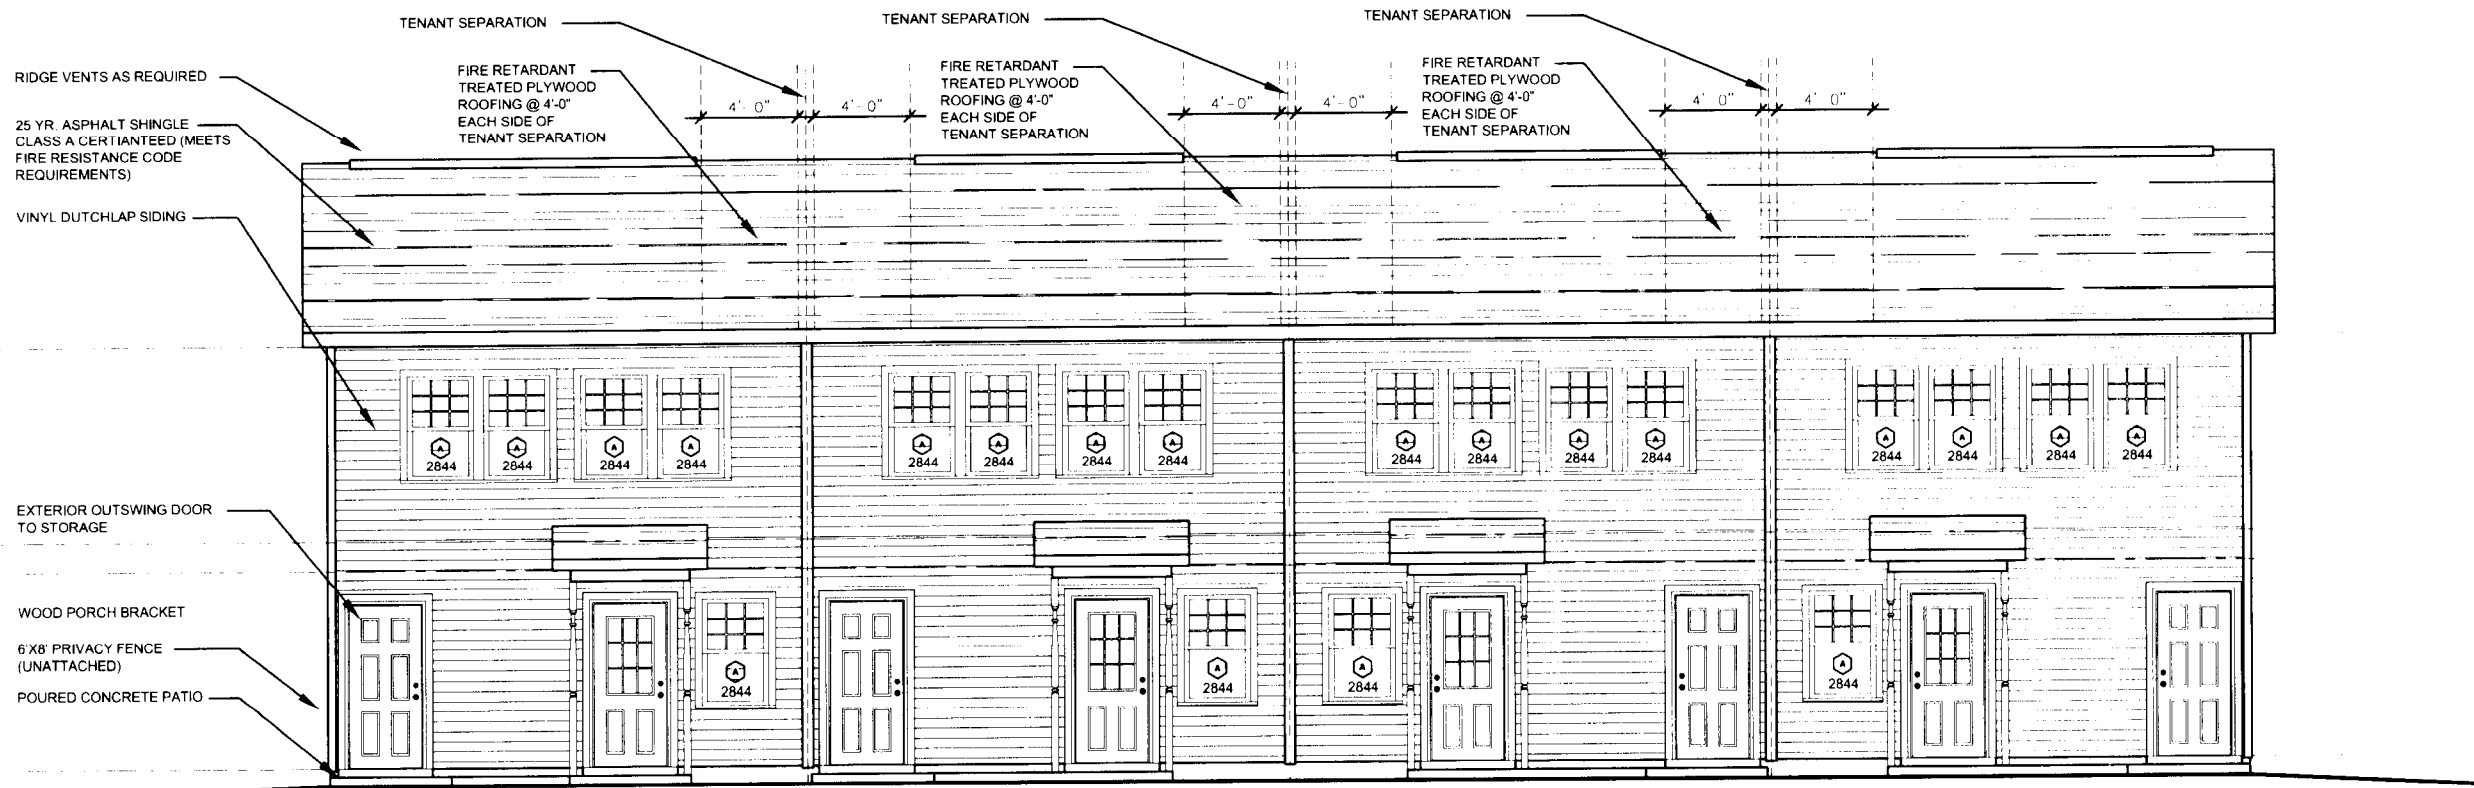 TENANT SEPARATION
TENANT SEPARATION
TENANT SEPARATION
RIDGE VENTS AS REQUIRED
FIRE RETARDANT
TREATED PLYWOOD
ROOFING @ 4'-0"
EACH SIDE OF
TENANT SEPARATION
4'-0"
4'-0"
FIRE RETARDANT
TREATED PLYWOOD
ROOFING @ 4'-0"
EACH SIDE OF
TENANT SEPARATION
4'-0"
4'-0"
FIRE RETARDANT
TREATED PLYWOOD
ROOFING @ 4'-0"
EACH SIDE OF
TENANT SEPARATION
4' 0"
4' 0"
25 YR. ASPHALT SHINGLE
CLASS A CERTIANTEED (MEETS
FIRE RESISTANCE CODE
REQUIREMENTS)
VINYL DUTCHLAP SIDING
A A A A A A A A A A A A A A A A
2844 2844 2844 2844 2844 2844 2844 2844 2844 2844 2844 2844 2844 2844 2844 2844
EXTERIOR OUTSWING DOOR
TO STORAGE
WOOD PORCH BRACKET
6'X8' PRIVACY FENCE
(UNATTACHED)
POURED CONCRETE PATIO
A A A A
2844 2844 2844 2844